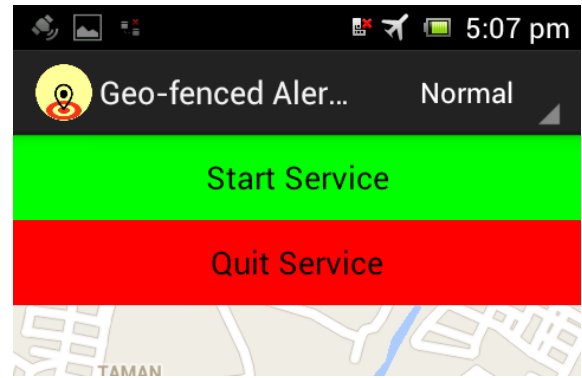 5:07 pm
Geo-fenced Aler... Normal
Start Service
Quit Service
TAMAN